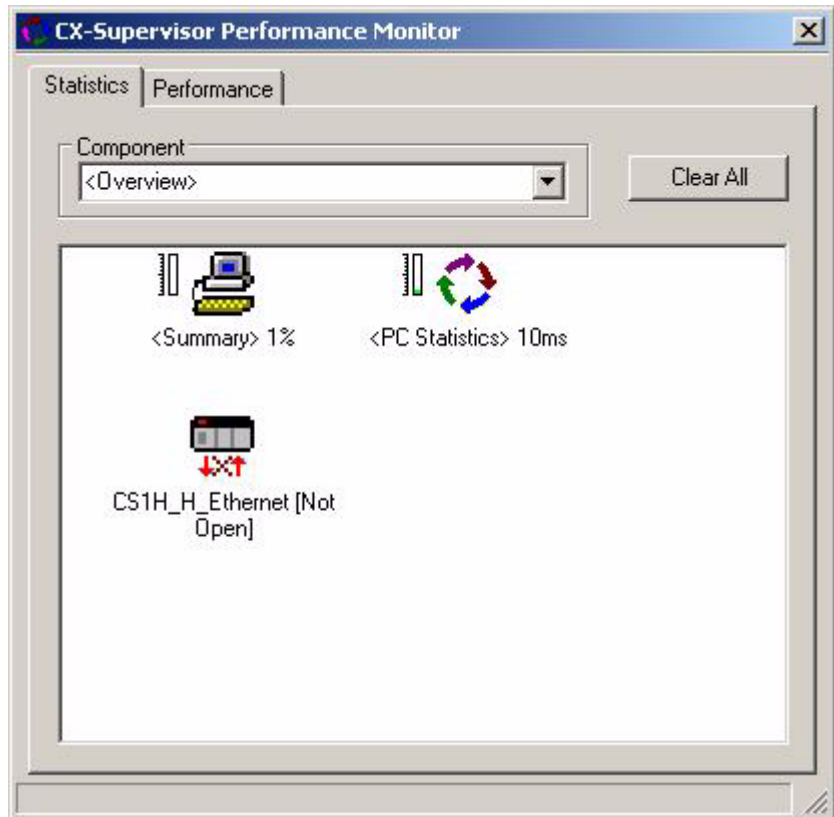 CX-Supervisor Performance Monitor
Statistics
Performance
Component
<Overview>
Clear All
<Summary> 1%
<PC Statistics> 10ms
CS1H_H_Ethernet [Not
Open]